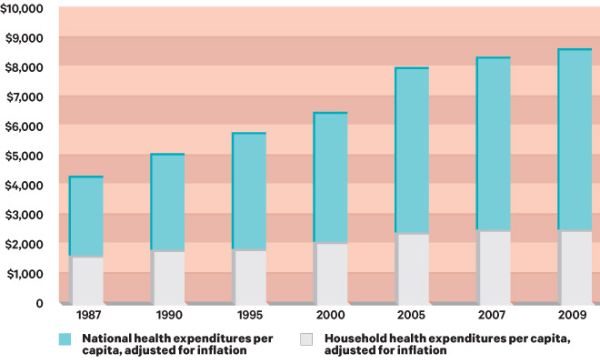 $10,000
$9,000
$8,000
$7,000
$6,000
$5,000
$4,000
$3,000
$2,000
$1,000
0
1987 1990 1995 2000 2005 2007 2009
National health expenditures per
capita, adjusted for inflation
Household health expenditures per capita,
adjusted for inflation